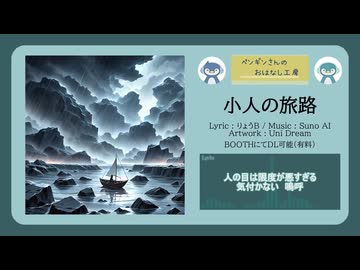 ペンギンさんの
おはなし工房
小人の旅路
Lyric : りょうB / Music : Suno AI
Artwork : Uni Dream
BOOTHにてDL可能(有料)
Lyric
人の目は限度が悪すぎる
気付かない 嗚呼